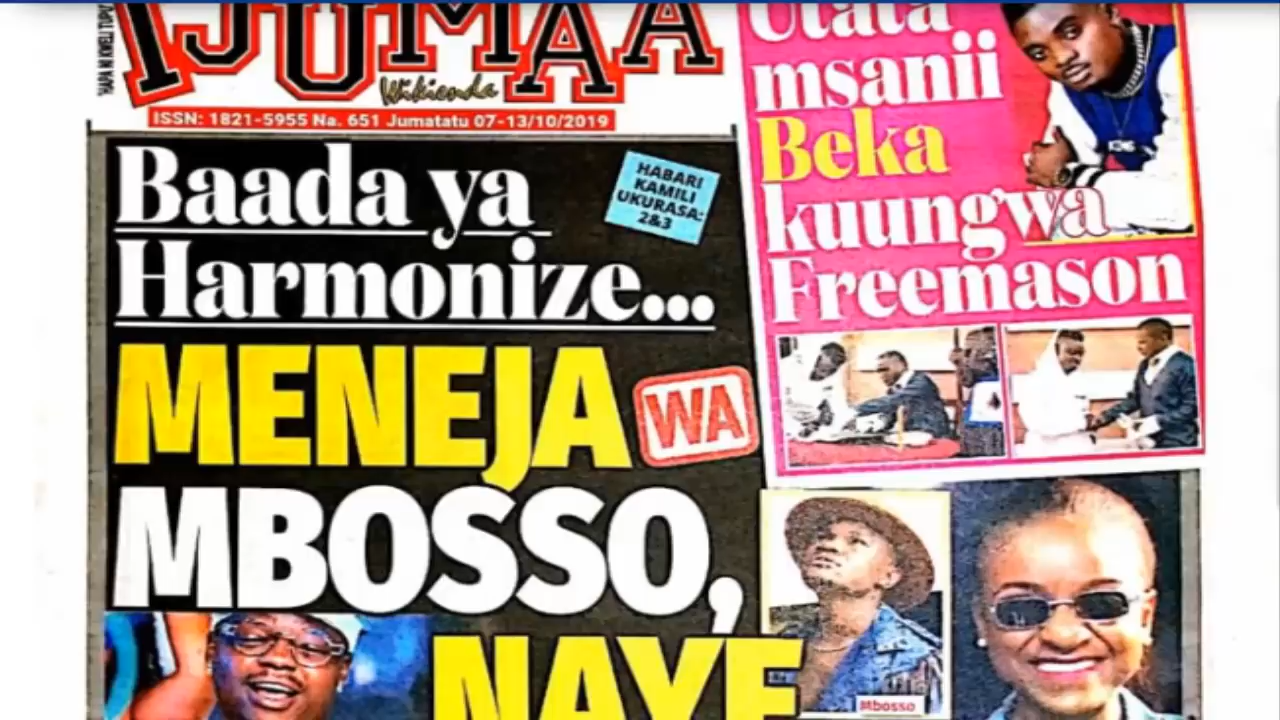 IJUMAA
Wikienda
ISSN: 1821-5955 Na. 651 Jumatatu 07-13/10/2019
Baada ya
Harmonize...
HABARI
KAMILI
UKURASA:
2&3
MENEJA WA
MBOSSO,
NAYE
Mbosso
Utata
msanii
Beka
kuungwa
Freemason